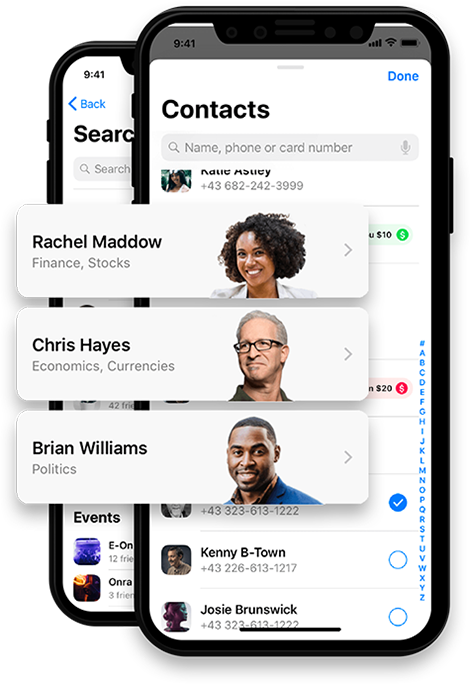 9:41
9:41
Back
Done
Searc
Contacts
Search
Name, phone or card number
Katie Astley
+43 682-242-3999
Rachel Maddow
Finance, Stocks
u $10
$
Chris Hayes
Economics, Currencies
n $20
$
42 frie
Brian Williams
Politics
+43 323-613-1222
Events
E-On
12 frie
Kenny B-Town
+43 226-613-1217
Onra
3 frien
Josie Brunswick
+43 323-613-1222
#
A
B
C
D
E
F
G
H
I
J
K
L
M
N
O
P
Q
R
S
T
U
V
W
X
Y
Z